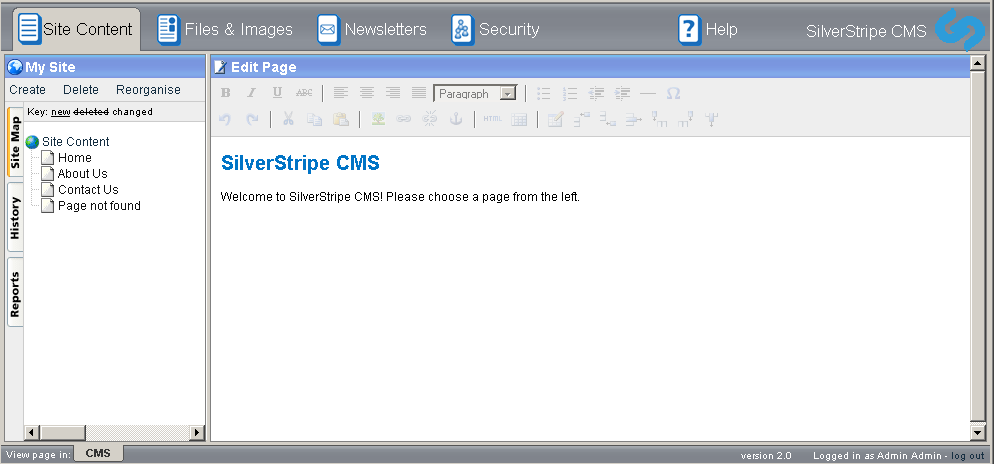 Site Content Files & Images Newsletters Security Help SilverStripe CMS
My Site
Edit Page
Create Delete Reorganise
Key: new deleted changed
Site Map
History
Reports
Site Content
Home
About Us
Contact Us
Page not found
B I U ABC Paragraph Ω
HTML
SilverStripe CMS
Welcome to SilverStripe CMS! Please choose a page from the left.
View page in: CMS version 2.0 Logged in as Admin Admin - log out